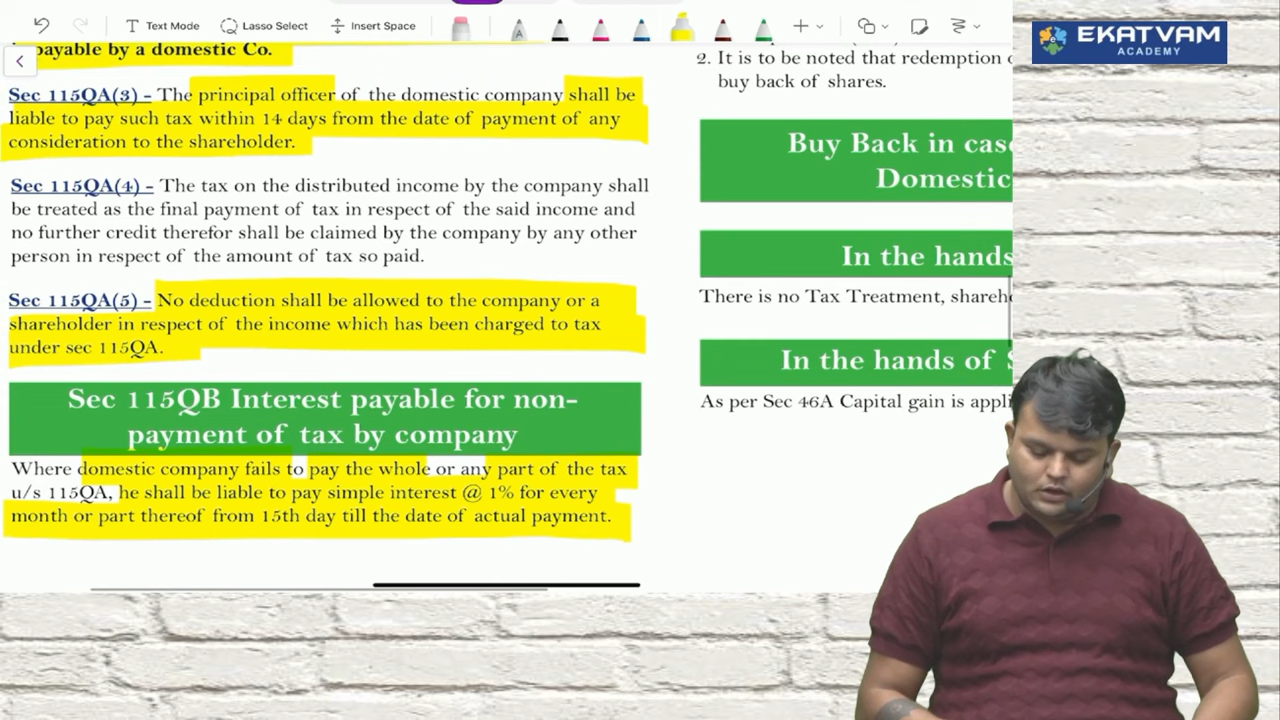 Text Mode
Lasso Select
Insert Space
EKATVAM
ACADEMY
payable by a domestic Co.
Sec 115QA(3) - The principal officer of the domestic company shall be
liable to pay such tax within 14 days from the date of payment of any
consideration to the shareholder.
Sec 115QA(4) - The tax on the distributed income by the company shall
be treated as the final payment of tax in respect of the said income and
no further credit therefor shall be claimed by the company by any other
person in respect of the amount of tax so paid.
Sec 115QA(5) - No deduction shall be allowed to the company or a
shareholder in respect of the income which has been charged to tax
under sec 115QA.
Sec 115QB Interest payable for non-
payment of tax by company
Where domestic company fails to pay the whole or any part of the tax
u/s 115QA, he shall be liable to pay simple interest @ 1% for every
month or part thereof from 15th day till the date of actual payment.
2. It is to be noted that redemption
buy back of shares.
Buy Back in cas
Domestic
In the hands
There is no Tax Treatment, shareh
In the hands of
As per Sec 46A Capital gain is appli